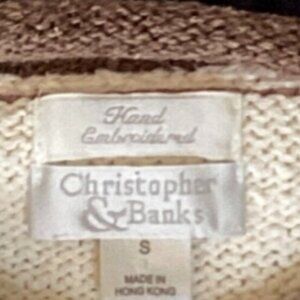 Hand
Embroidered
Christopher
& Banks
S
MADE IN
HONG KONG